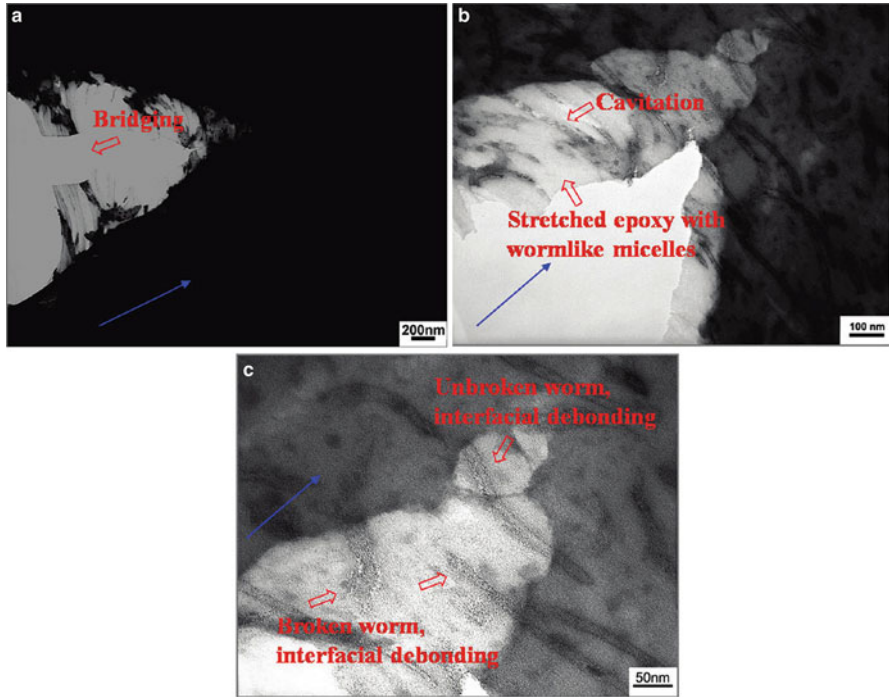 a
Bridging
200nm
b
Cavitation
Stretched epoxy with
wormlike micelles
100 nm
c
Unbroken worm,
interfacial debonding
Broken worm,
interfacial debonding
50nm